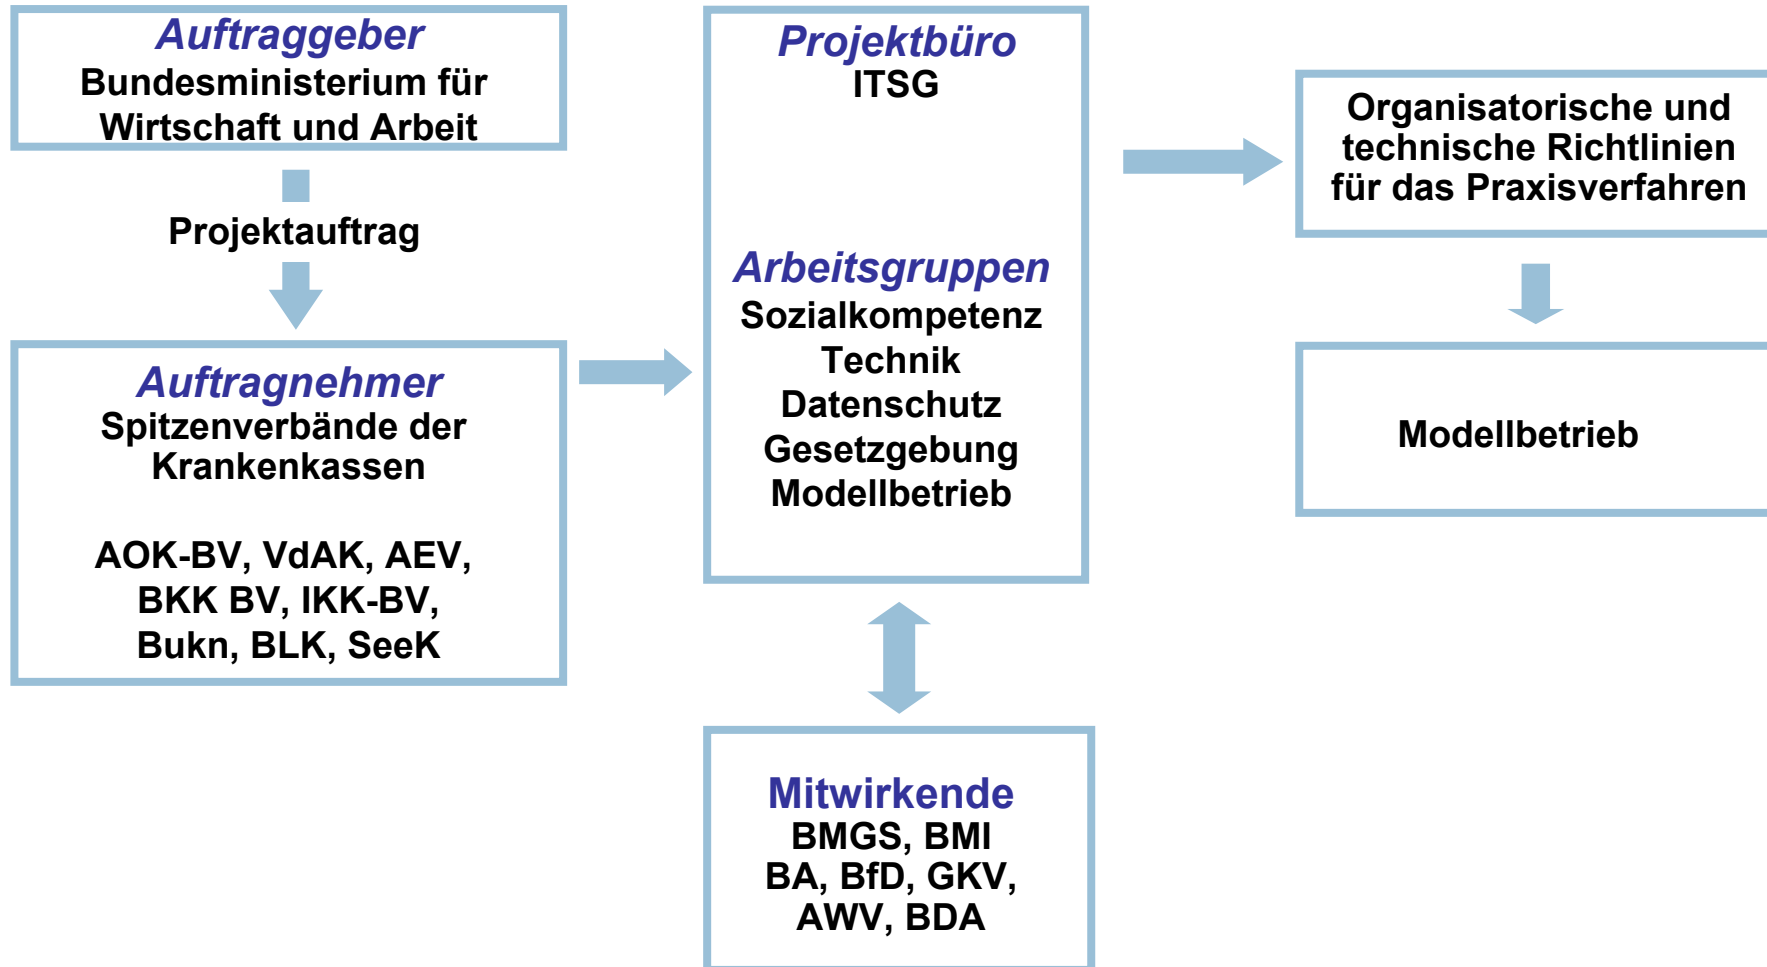 Auftraggeber
Bundesministerium für
Wirtschaft und Arbeit
Projektauftrag
Auftragnehmer
Spitzenverbände der
Krankenkassen
AOK-BV, VdAK, AEV,
BKK BV, IKK-BV,
Bukn, BLK, SeeK
Projektbüro
ITSG
Arbeitsgruppen
Sozialkompetenz
Technik
Datenschutz
Gesetzgebung
Modellbetrieb
Mitwirkende
BMGS, BMI
BA, BfD, GKV,
AWV, BDA
Organisatorische und
technische Richtlinien
für das Praxisverfahren
Modellbetrieb